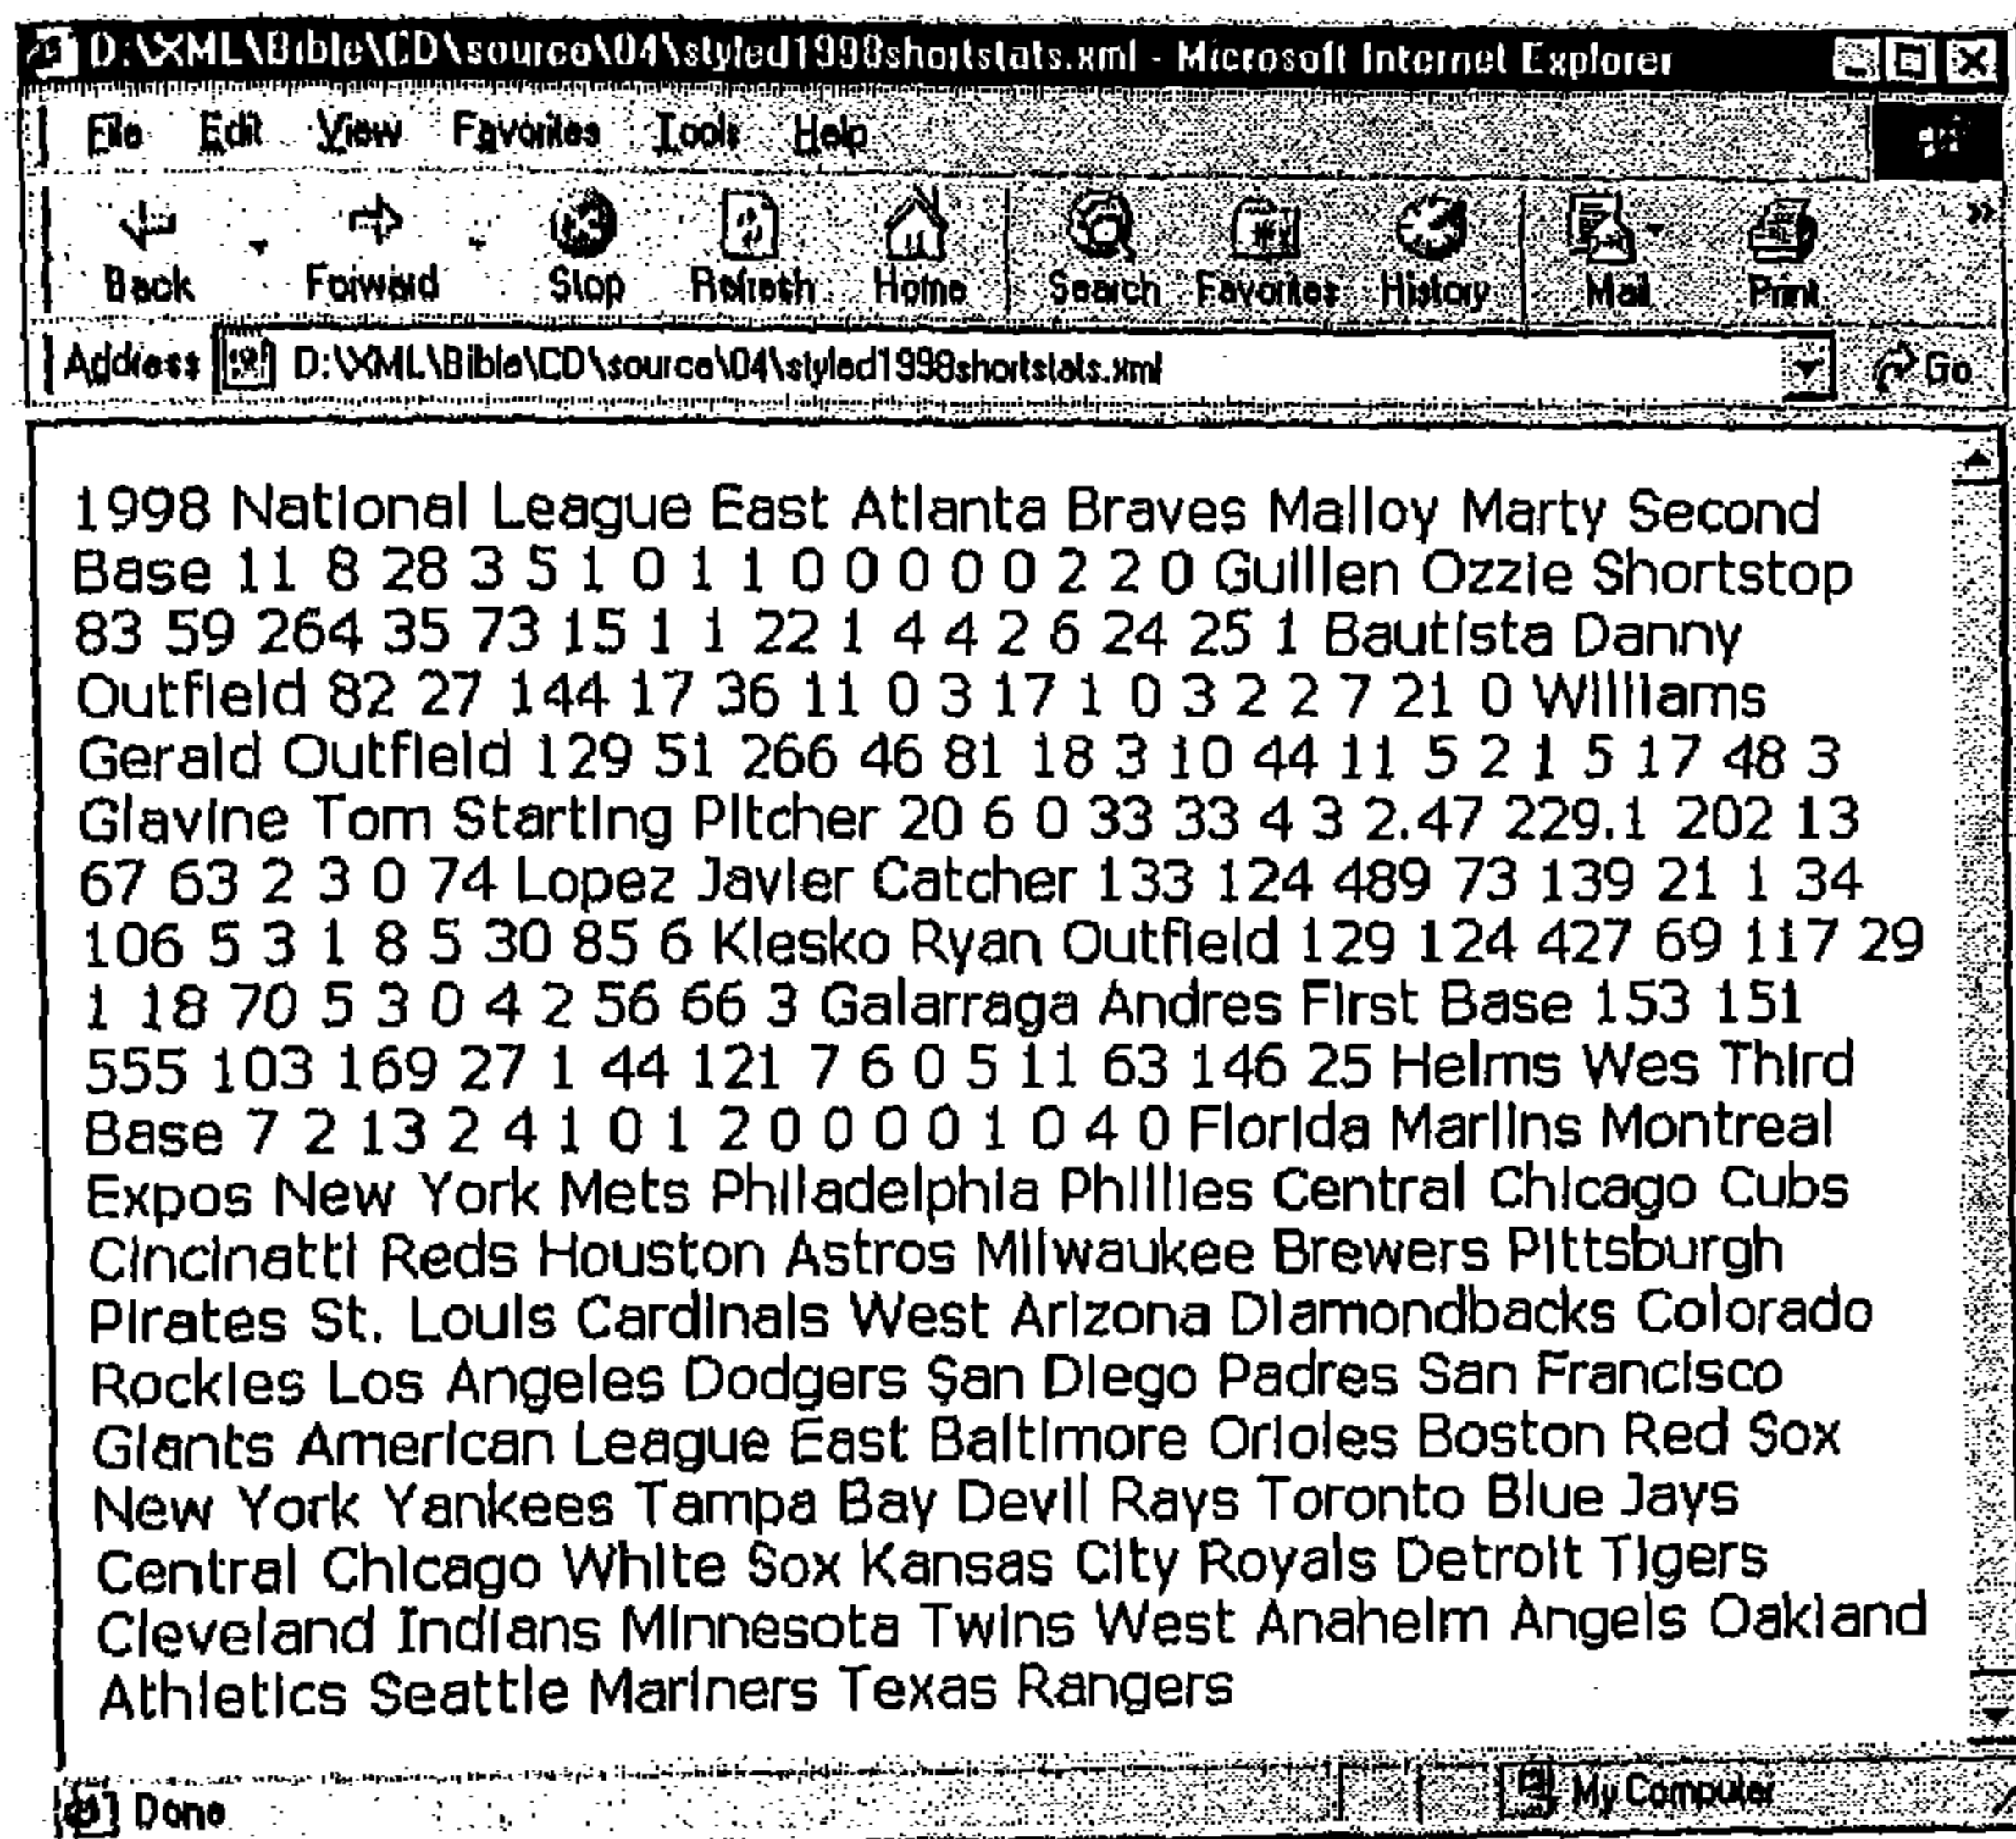 D:\XML\Bible\CD\source\04\styled1998shortstats.xml - Microsoft Internet Explorer
File Edit View Favorites Tools Help
Back Forward Stop Refresh Home Search Favorites History Mail Print »
Address D:\XML\Bible\CD\source\04\styled1998shortstats.xml Go
1998 National League East Atlanta Braves Malloy Marty Second
Base 11 8 28 3 5 1 0 1 1 0 0 0 0 0 2 2 0 Guillen Ozzie Shortstop
83 59 264 35 73 15 1 1 22 1 4 4 2 6 24 25 1 Bautista Danny
Outfield 82 27 144 17 36 11 0 3 17 1 0 3 2 2 7 21 0 Williams
Gerald Outfield 129 51 266 46 81 18 3 10 44 11 5 2 1 5 17 48 3
Glavine Tom Starting Pitcher 20 6 0 33 33 4 3 2.47 229.1 202 13
67 63 2 3 0 74 Lopez Javier Catcher 133 124 489 73 139 21 1 34
106 5 3 1 8 5 30 85 6 Klesko Ryan Outfield 129 124 427 69 117 29
1 18 70 5 3 0 4 2 56 66 3 Galarraga Andres First Base 153 151
555 103 169 27 1 44 121 7 6 0 5 11 63 146 25 Helms Wes Third
Base 7 2 13 2 4 1 0 1 2 0 0 0 0 1 0 4 0 Florida Marlins Montreal
Expos New York Mets Philadelphia Phillies Central Chicago Cubs
Cincinatti Reds Houston Astros Milwaukee Brewers Pittsburgh
Pirates St. Louis Cardinals West Arizona Diamondbacks Colorado
Rockies Los Angeles Dodgers San Diego Padres San Francisco
Giants American League East Baltimore Orioles Boston Red Sox
New York Yankees Tampa Bay Devil Rays Toronto Blue Jays
Central Chicago White Sox Kansas City Royals Detroit Tigers
Cleveland Indians Minnesota Twins West Anaheim Angels Oakland
Athletics Seattle Mariners Texas Rangers
Done My Computer